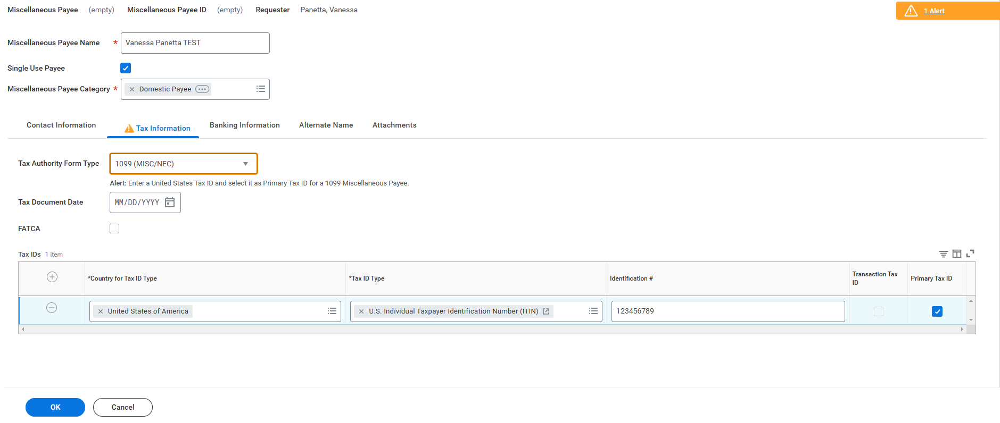 Miscellaneous Payee (empty) Miscellaneous Payee ID (empty) Requester Panetta, Vanessa
1 Alert
Miscellaneous Payee Name * Vanessa Panetta TEST
Single Use Payee
Miscellaneous Payee Category * × Domestic Payee
Contact Information Tax Information Banking Information Alternate Name Attachments
Tax Authority Form Type 1099 (MISC/NEC)
Alert: Enter a United States Tax ID and select it as Primary Tax ID for a 1099 Miscellaneous Payee.
Tax Document Date MM/DD/YYYY
FATCA
Tax IDs 1 item
*Country for Tax ID Type *Tax ID Type Identification # Transaction Tax ID Primary Tax ID
× United States of America × U.S. Individual Taxpayer Identification Number (ITIN) 123456789
OK Cancel